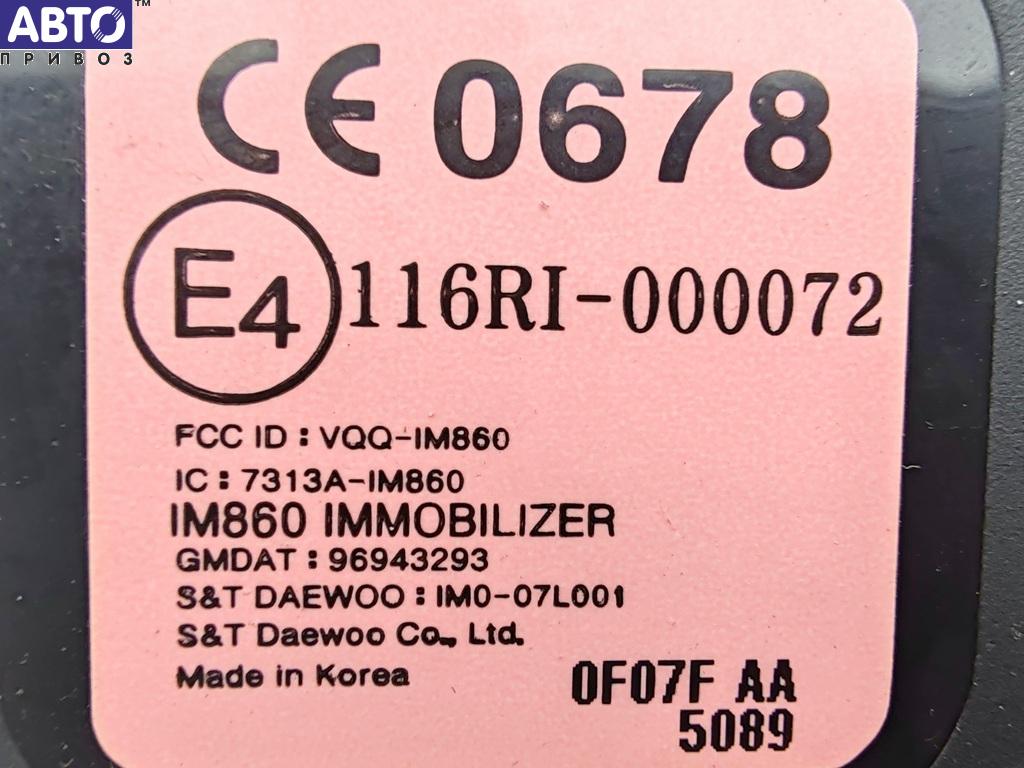 АВТО™
ПРИВОЗ
CE 0678
E4 116RI-000072
FCC ID : VQQ-IM860
IC : 7313A-IM860
IM860 IMMOBILIZER
GMDAT : 96943293
S&T DAEWOO : IM0-07L001
S&T Daewoo Co., Ltd.
Made in Korea
0F07F AA
5089